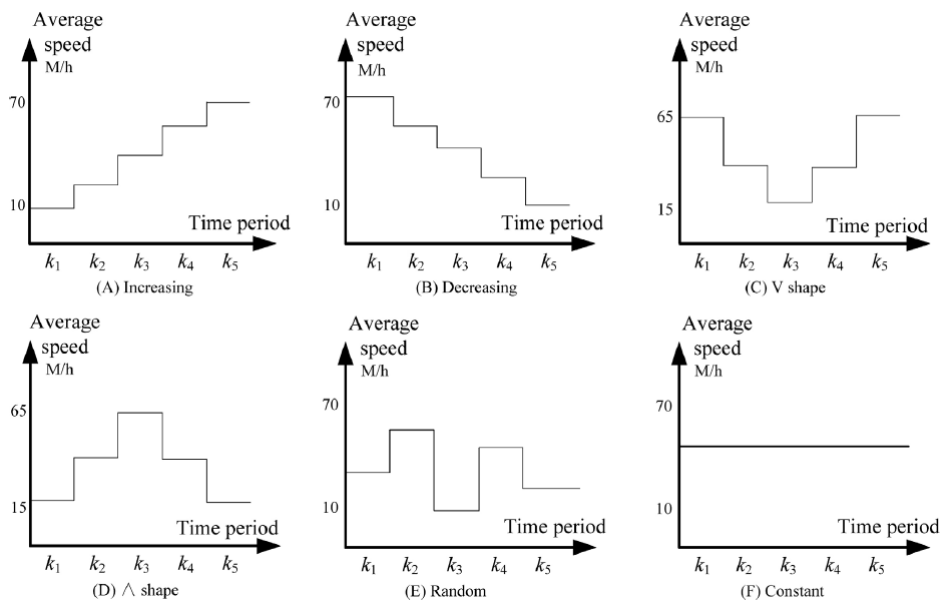 Average
speed
M/h
70
10
Time period
k1 k2 k3 k4 k5
(A) Increasing
Average
speed
M/h
70
10
Time period
k1 k2 k3 k4 k5
(B) Decreasing
Average
speed
M/h
65
15
Time period
k1 k2 k3 k4 k5
(C) V shape
Average
speed
M/h
65
15
Time period
k1 k2 k3 k4 k5
(D) ∧ shape
Average
speed
M/h
70
10
Time period
k1 k2 k3 k4 k5
(E) Random
Average
speed
M/h
70
10
Time period
k1 k2 k3 k4 k5
(F) Constant